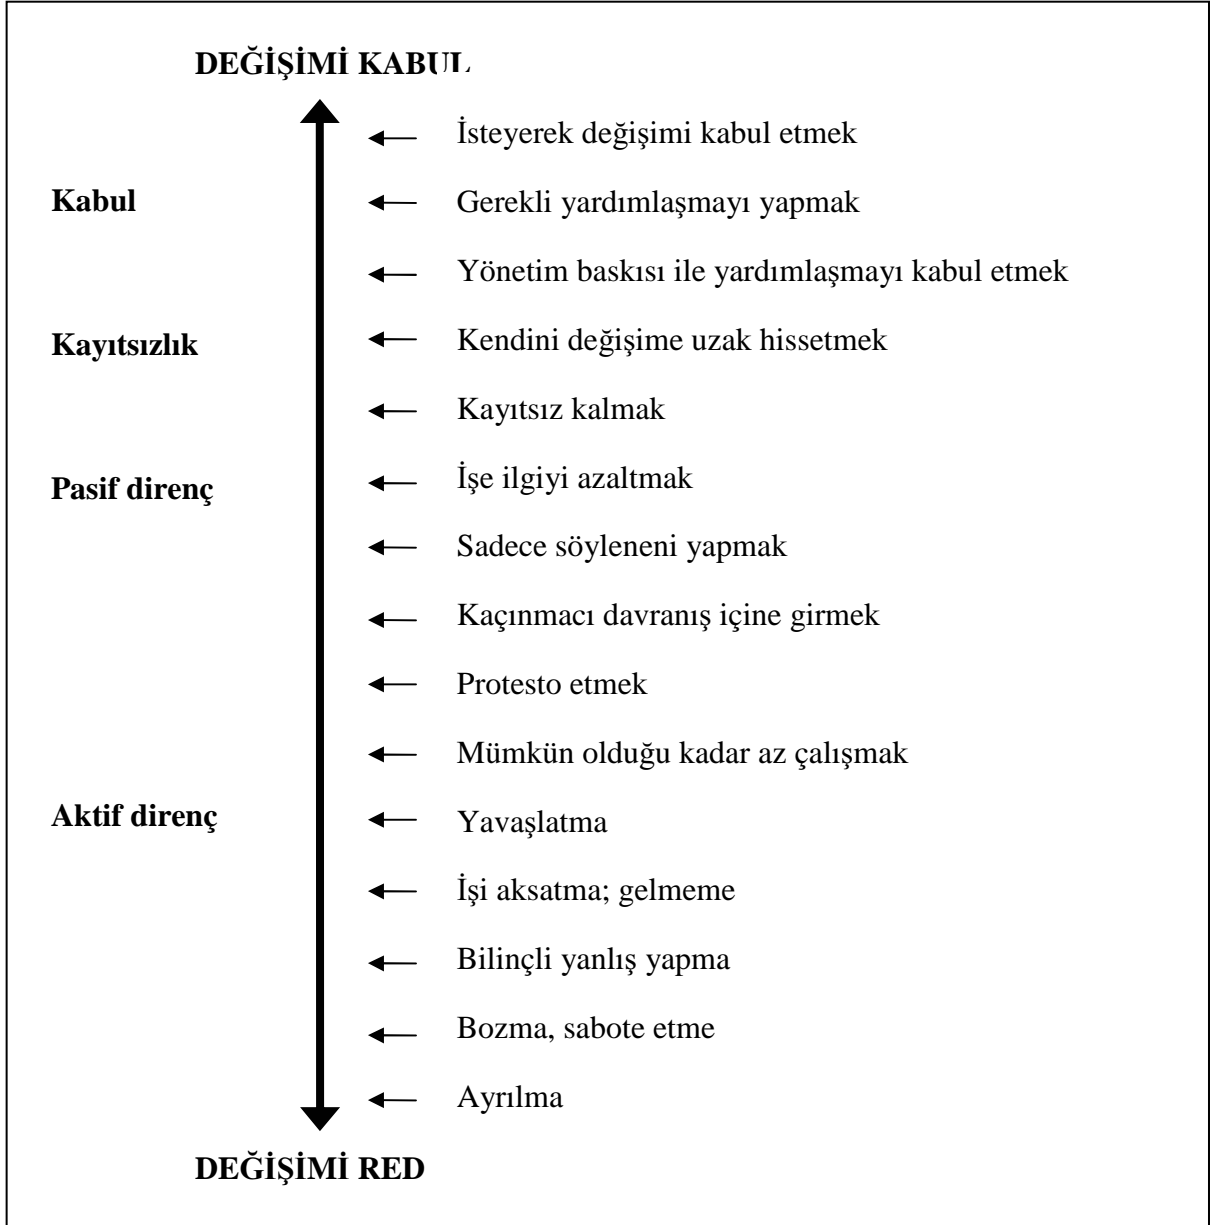 DEĞİŞİMİ KABUL
İsteyerek değişimi kabul etmek
Kabul
Gerekli yardımlaşmayı yapmak
Yönetim baskısı ile yardımlaşmayı kabul etmek
Kayıtsızlık
Kendini değişime uzak hissetmek
Kayıtsız kalmak
Pasif direnç
İşe ilgiyi azaltmak
Sadece söyleneni yapmak
Kaçınmacı davranış içine girmek
Protesto etmek
Mümkün olduğu kadar az çalışmak
Aktif direnç
Yavaşlatma
İşi aksatma; gelmeme
Bilinçli yanlış yapma
Bozma, sabote etme
Ayrılma
DEĞİŞİMİ RED